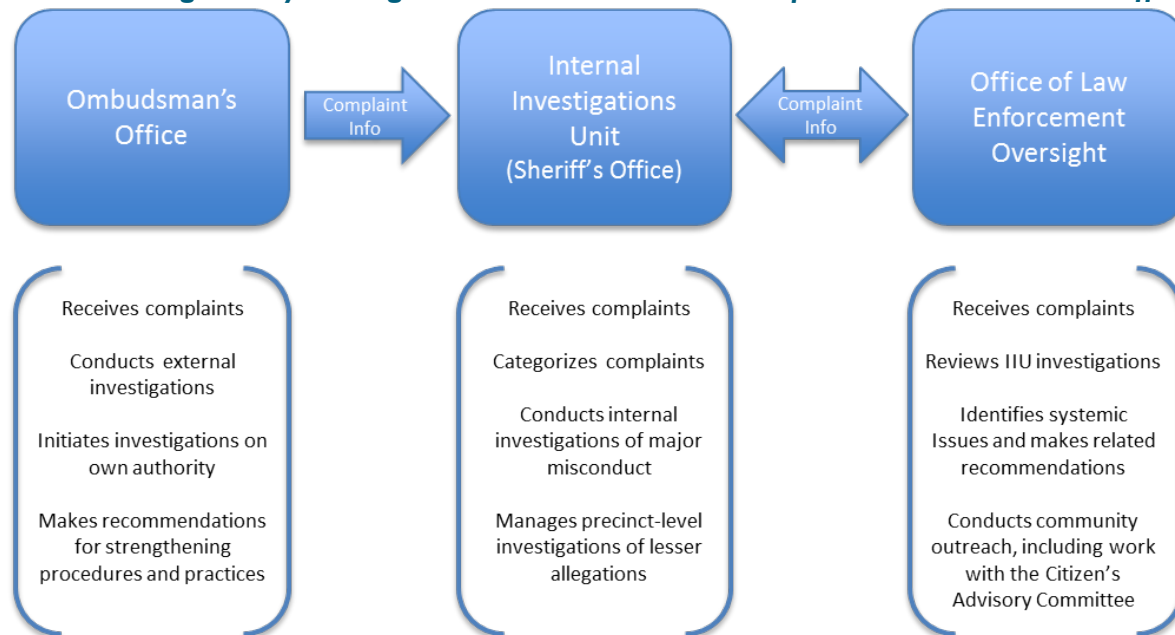 Ombudsman's
Office
Complaint
Info
Internal
Investigations
Unit
(Sheriff's Office)
Complaint
Info
Office of Law
Enforcement
Oversight
Receives complaints
Conducts external
investigations
Initiates investigations on
own authority
Makes recommendations
for strengthening
procedures and practices
Receives complaints
Categorizes complaints
Conducts internal
investigations of major
misconduct
Manages precinct-level
investigations of lesser
allegations
Receives complaints
Reviews IIU investigations
Identifies systemic
Issues and makes related
recommendations
Conducts community
outreach, including work
with the Citizen's
Advisory Committee